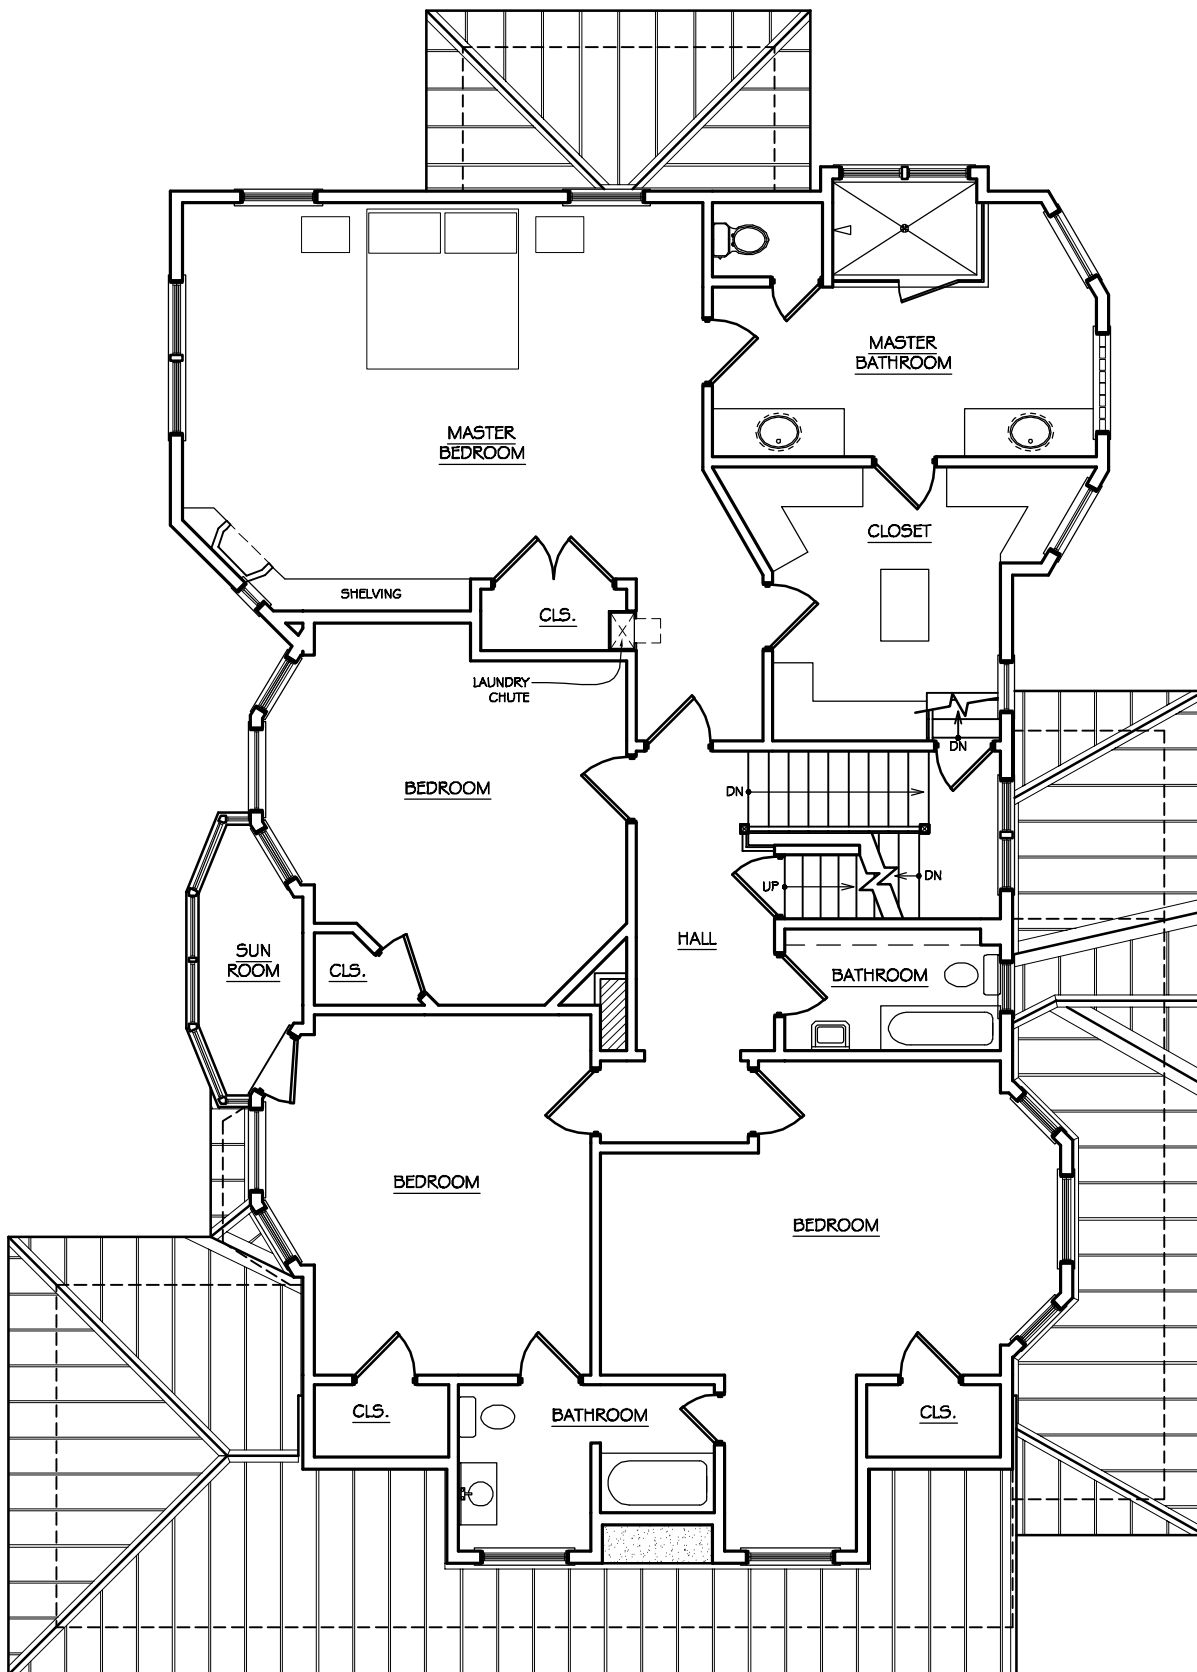 MASTER
BATHROOM
MASTER
BEDROOM
CLOSET
SHELVING
CLS.
LAUNDRY
CHUTE
DN
BEDROOM
DN
UP
DN
HALL
SUN
ROOM
CLS.
BATHROOM
BEDROOM
BEDROOM
CLS.
BATHROOM
CLS.